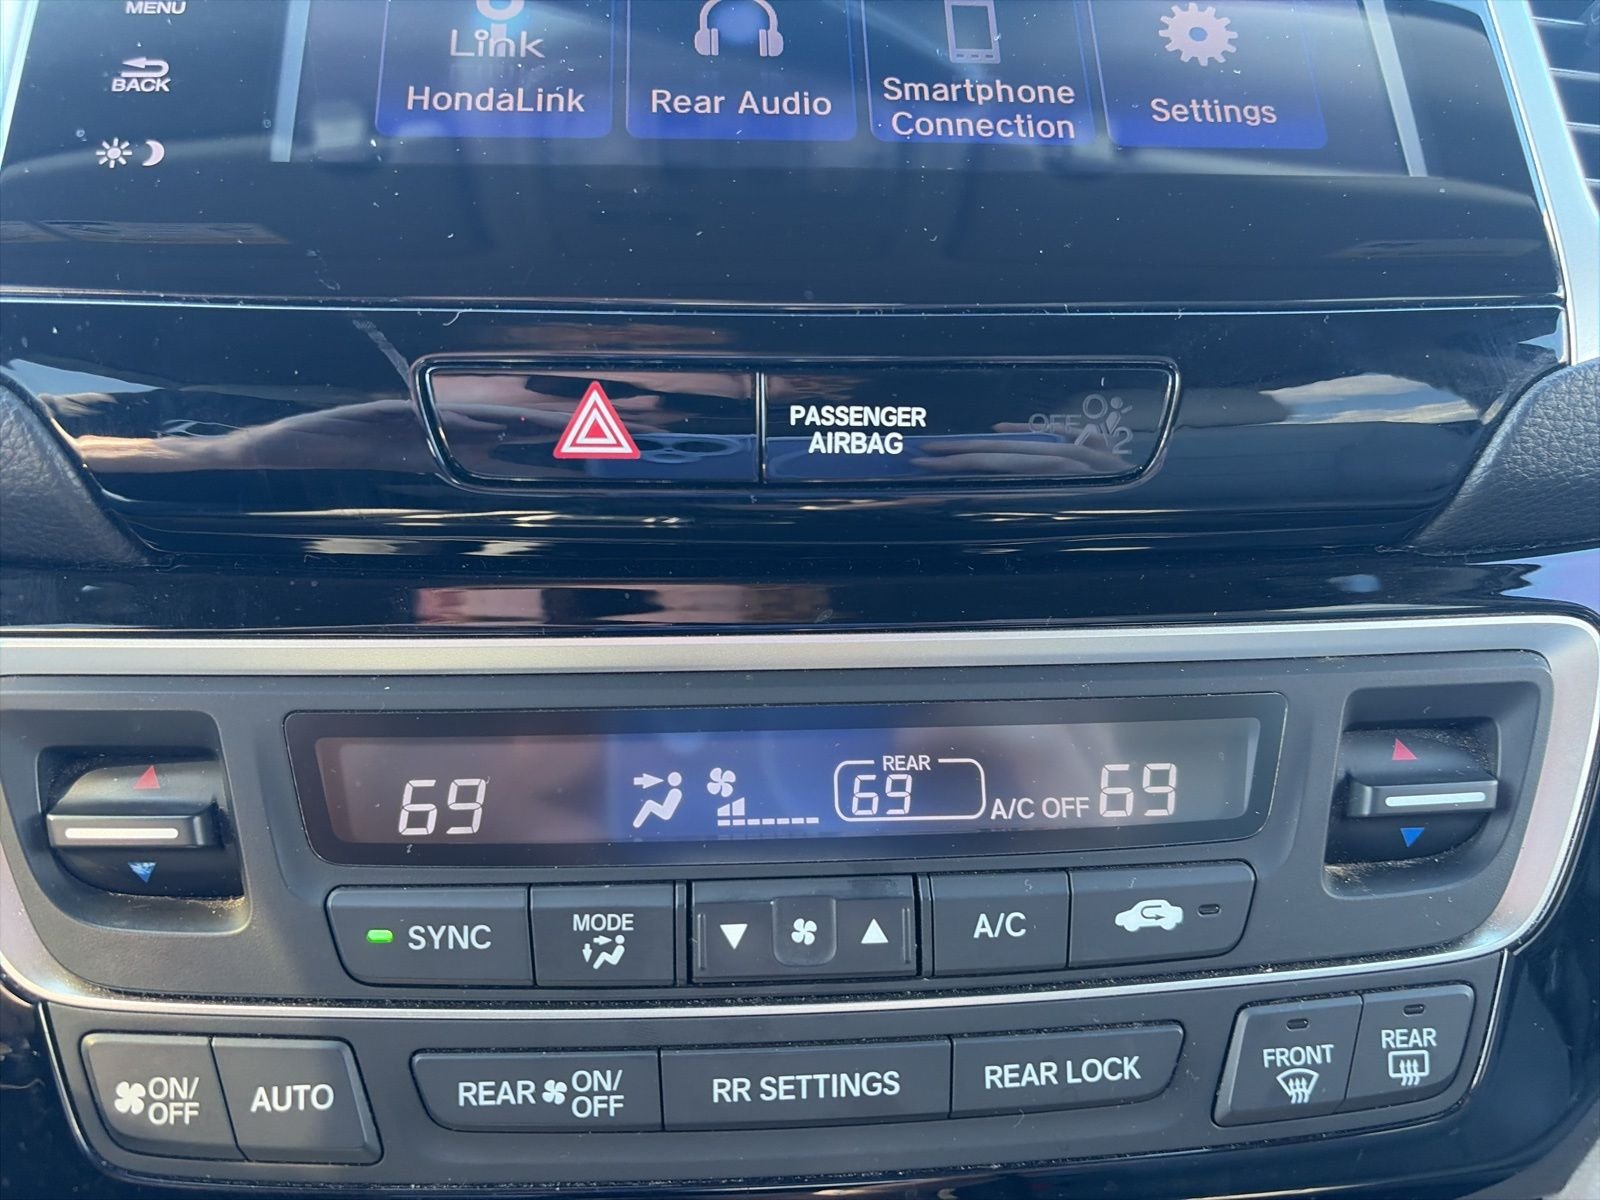 MENU
BACK
Link
HondaLink
Rear Audio
Smartphone
Connection
Settings
PASSENGER
AIRBAG
OFF
2
69
REAR
69
A/C OFF
69
SYNC
MODE
A/C
ON/
OFF
AUTO
REAR ON/
OFF
RR SETTINGS
REAR LOCK
FRONT
REAR